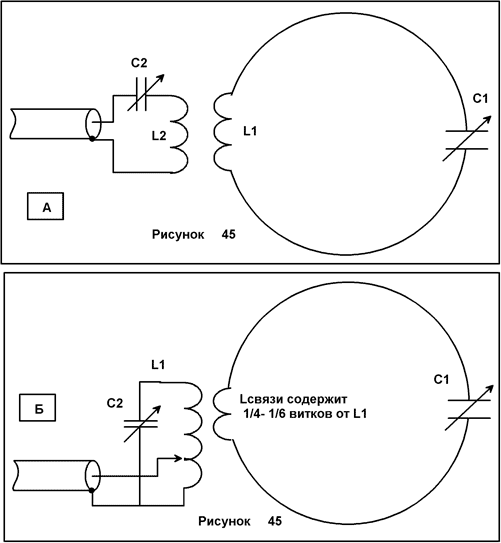 C2
C1
L2
L1
А
Рисунок 45
L1
C1
Lсвязи содержит
1/4- 1/6 витков от L1
C2
Б
Рисунок 45